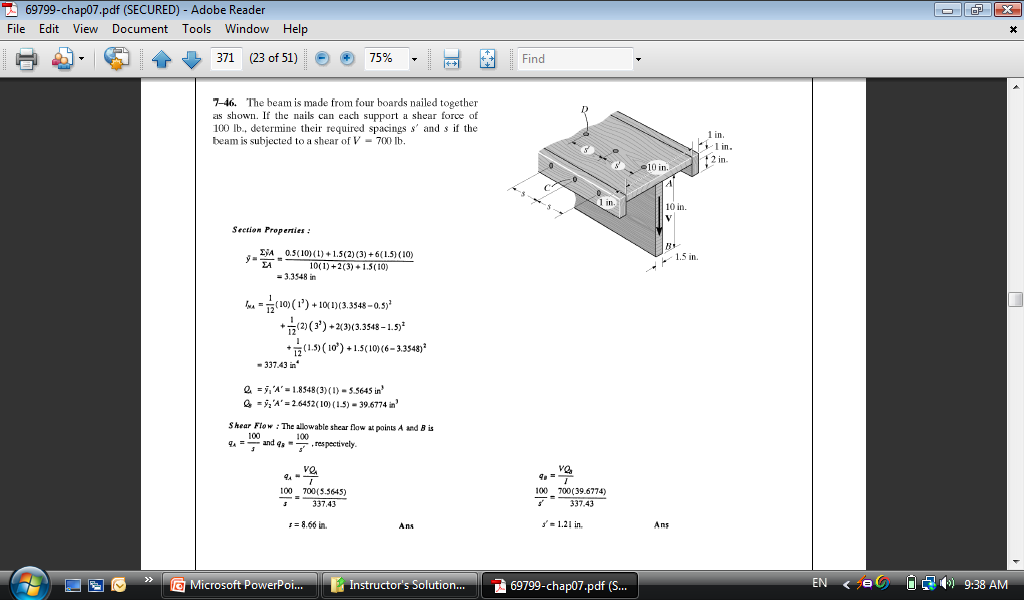 69799-chap07.pdf (SECURED) - Adobe Reader
File Edit View Document Tools Window Help
371 (23 of 51) 75% Find
7–46. The beam is made from four boards nailed together
as shown. If the nails can each support a shear force of
100 lb., determine their required spacings s′ and s if the
beam is subjected to a shear of V = 700 lb.
D
1 in.
1 in.
2 in.
s′
s′
10 in.
A
C
s
s
1 in.
10 in.
V
B
1.5 in.
Section Properties :
ȳ = ΣȳA / ΣA = 0.5(10)(1) + 1.5(2)(3) + 6(1.5)(10) / 10(1) + 2(3) + 1.5(10)
= 3.3548 in
I_NA = 1/12 (10)(1³) + 10(1)(3.3548 – 0.5)²
+ 1/12 (2)(3³) + 2(3)(3.3548 – 1.5)²
+ 1/12 (1.5)(10³) + 1.5(10)(6 – 3.3548)²
= 337.43 in⁴
Q_A = ȳ₁′A′ = 1.8548(3)(1) = 5.5645 in³
Q_B = ȳ₂′A′ = 2.6452(10)(1.5) = 39.6774 in³
Shear Flow : The allowable shear flow at points A and B is
q_A = 100/s and q_B = 100/s′, respectively.
q_A = VQ_A / I
100/s = 700(5.5645) / 337.43
s = 8.66 in. Ans
q_B = VQ_B / I
100/s′ = 700(39.6774) / 337.43
s′ = 1.21 in. Ans
Microsoft PowerPoi... Instructor's Solution... 69799-chap07.pdf (S... EN 9:38 AM